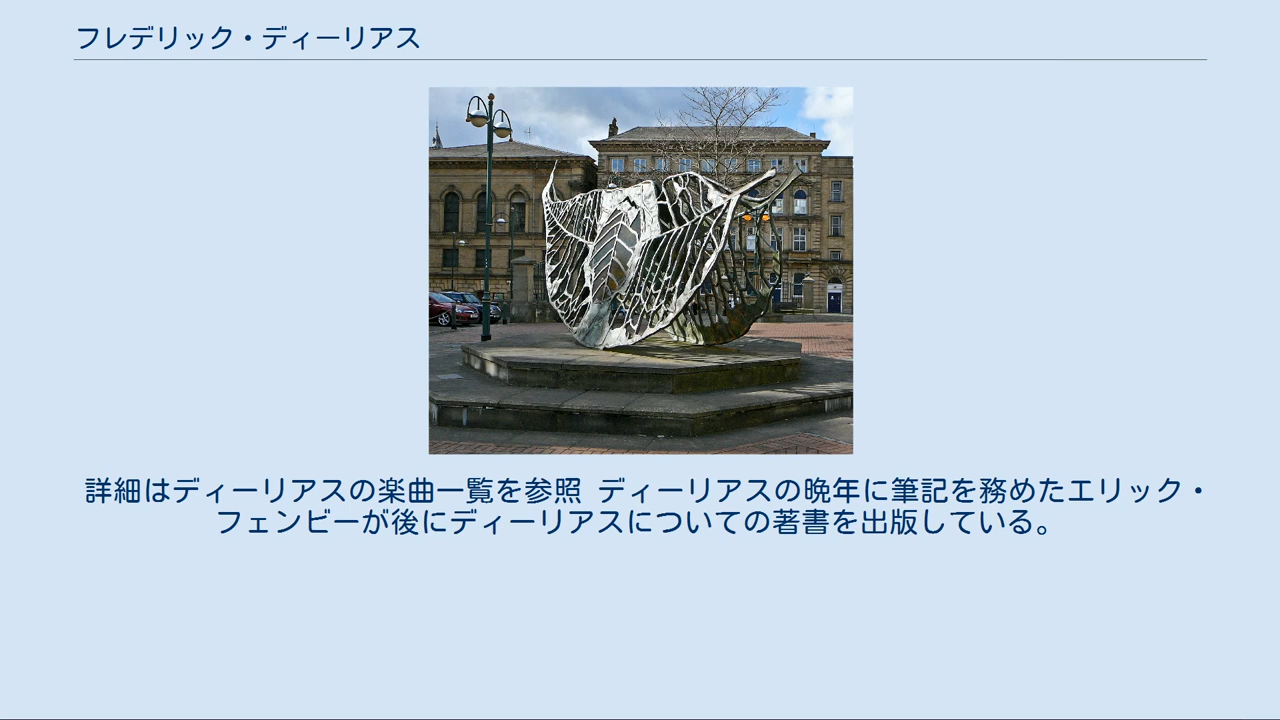 フレデリック・ディーリアス
詳細はディーリアスの楽曲一覧を参照 ディーリアスの晩年に筆記を務めたエリック・
フェンビーが後にディーリアスについての著書を出版している。